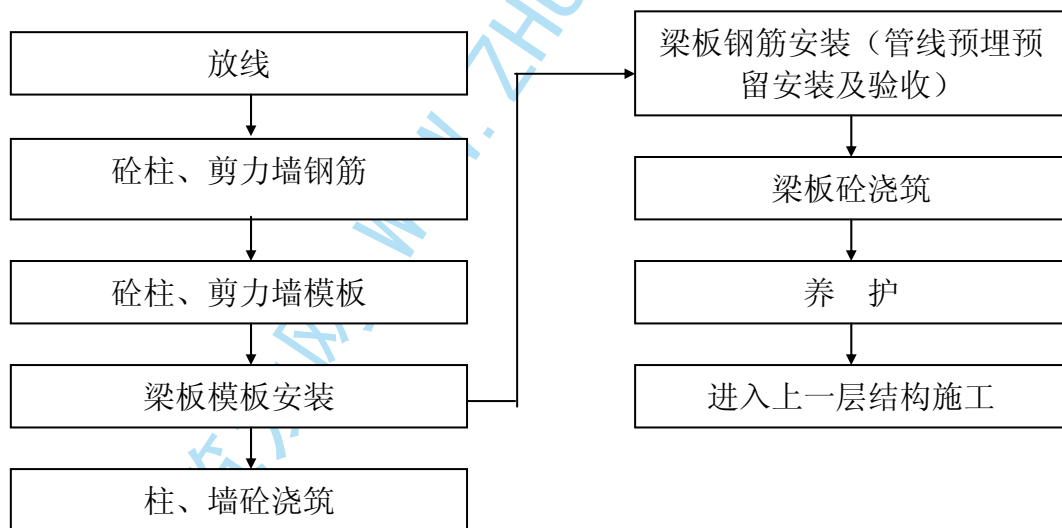 放线
砼柱、剪力墙钢筋
砼柱、剪力墙模板
梁板模板安装
柱、墙砼浇筑
梁板钢筋安装（管线预埋预
留安装及验收）
梁板砼浇筑
养 护
进入上一层结构施工